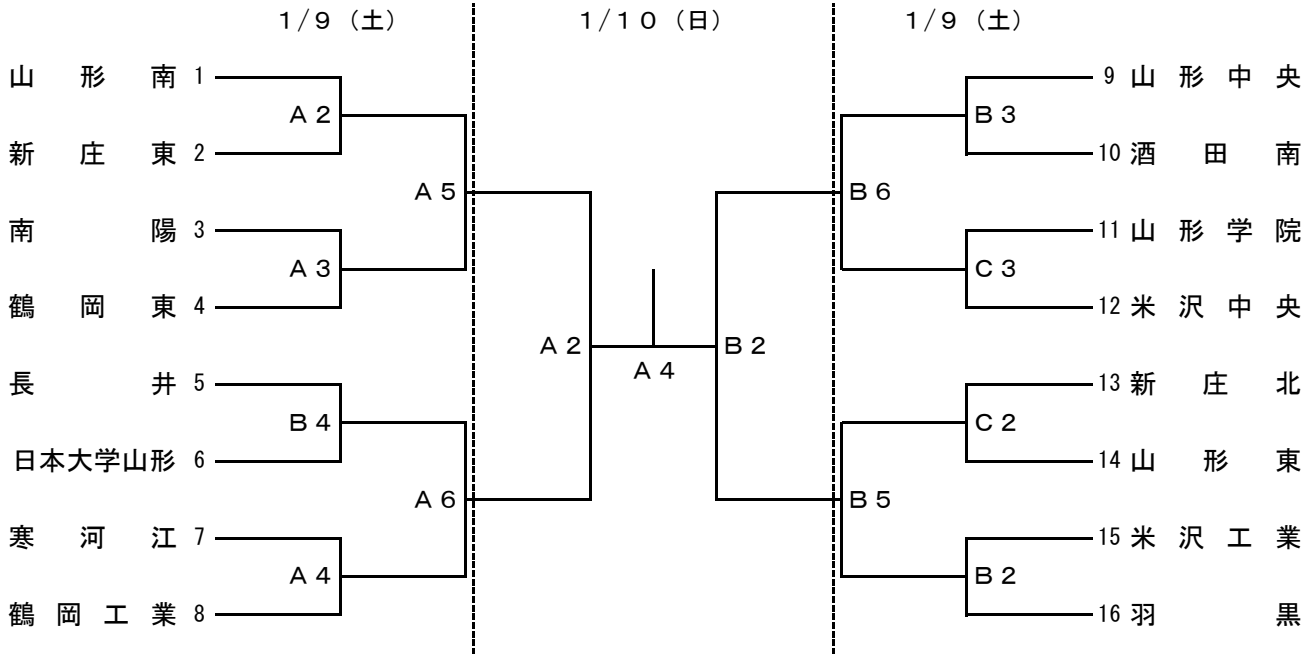 １/９（土） １/１０（日） １/９（土）
山形南 1 9 山形中央
Ａ２ Ｂ３
新庄東 2 10 酒田南
Ａ５ Ｂ６
南陽 3 11 山形学院
Ａ３ Ｃ３
鶴岡東 4 12 米沢中央
Ａ２ Ｂ２
Ａ４
長井 5 13 新庄北
Ｂ４ Ｃ２
日本大学山形 6 14 山形東
Ａ６ Ｂ５
寒河江 7 15 米沢工業
Ａ４ Ｂ２
鶴岡工業 8 16 羽黒